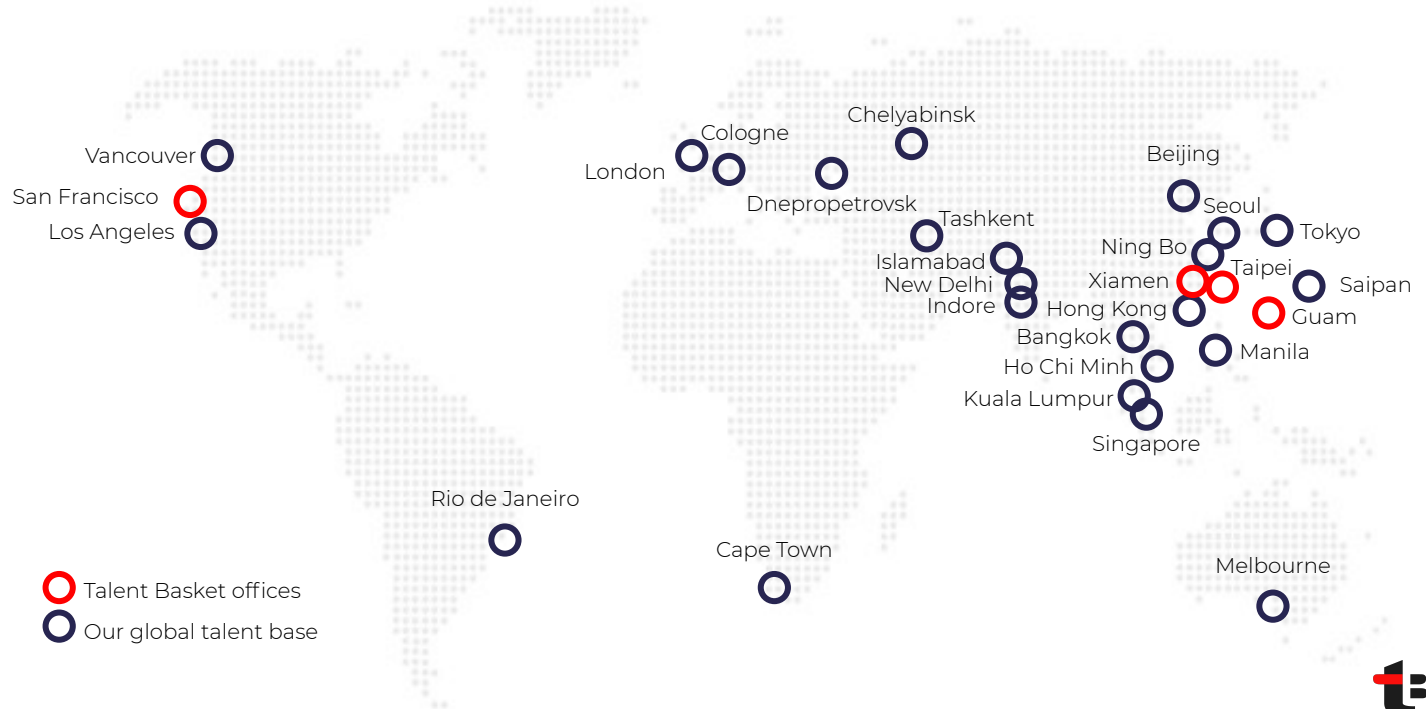 Chelyabinsk
Cologne
Vancouver
London
Beijing
San Francisco
Dnepropetrovsk
Seoul
Los Angeles
Tashkent
Tokyo
Ning Bo
Islamabad
Taipei
New Delhi
Xiamen
Saipan
Indore
Hong Kong
Guam
Bangkok
Manila
Ho Chi Minh
Kuala Lumpur
Singapore
Rio de Janeiro
Cape Town
Melbourne
Talent Basket offices
Our global talent base
tB